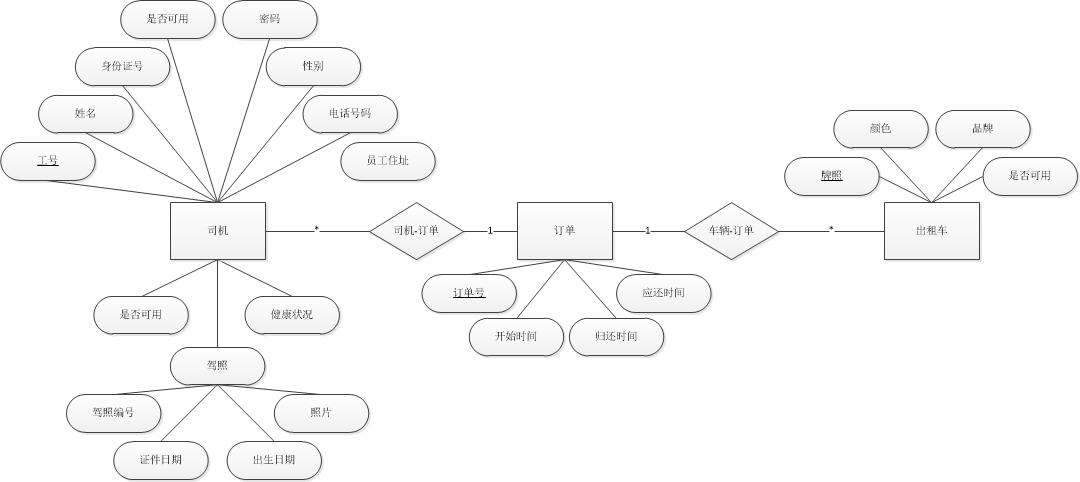 是否可用
密码
身份证号
性别
姓名
电话号码
颜色
品牌
工号
员工住址
牌照
是否可用
司机
*
司机-订单
1
订单
1
车辆-订单
*
出租车
订单号
应还时间
是否可用
健康状况
开始时间
归还时间
驾照
驾照编号
照片
证件日期
出生日期